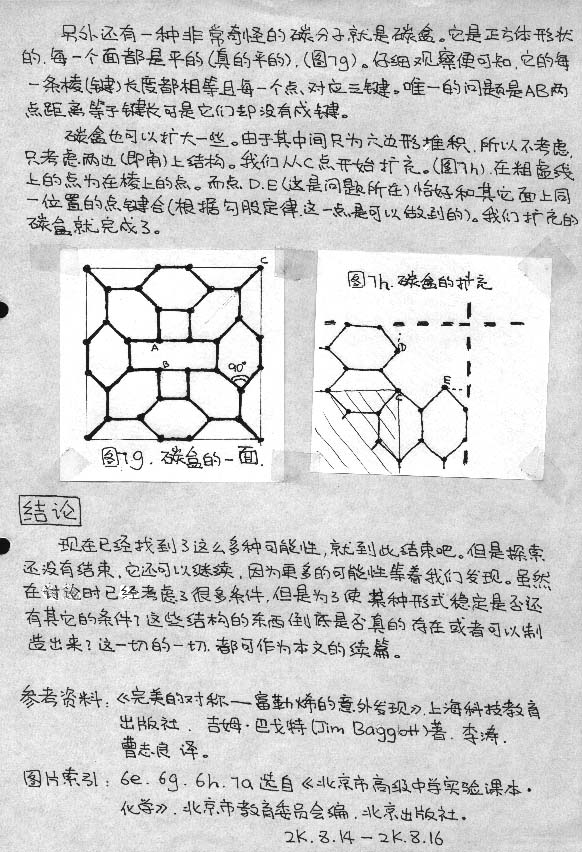 另外还有一种非常奇怪的碳分子就是碳盒。它是正方体形状
的,每一个面都是平的(真的平的),(图7g)。仔细观察便可知,它的每
一条棱(键)长度都相等且每一个点、对应三键。唯一的问题是AB两
点距离等于键长可是它们却没有成键。
碳盒也可以扩大一些。由于其中间只为六边形堆积,所以不考虑,
只考虑两边(即角)上结构。我们从C点开始扩充。(图7h),在粗虚线
上的点为在棱上的点。而点D.E(这是问题所在)恰好和其它面上同
一位置的点键合(根据勾股定律,这一点是可以做到的)。我们扩充的
碳盒就完成了。
C
A
B
90°
图7g.碳盒的一面.
图7h.碳盒的扩充
D
C
E
结论
现在已经找到了这么多种可能性,就到此结束吧。但是探索
还没有结束,它还可以继续,因为更多的可能性等着我们发现。虽然
在讨论时已经考虑了很多条件,但是为了使某种形式稳定是否还
有其它的条件?这些结构的东西倒底是否真的存在或者可以制
造出来?这一切的一切,都可作为本文的续篇。
参考资料:《完美的对称——富勒烯的意外发现》,上海科技教育
出版社.吉姆·巴戈特(Jim Baggott)著.李涛.
曹志良 译。
图片索引:6e.6g.6h.7a选自《北京市高级中学实验课本·
化学》.北京市教育委员会编.北京出版社。
2K.8.14-2K.8.16